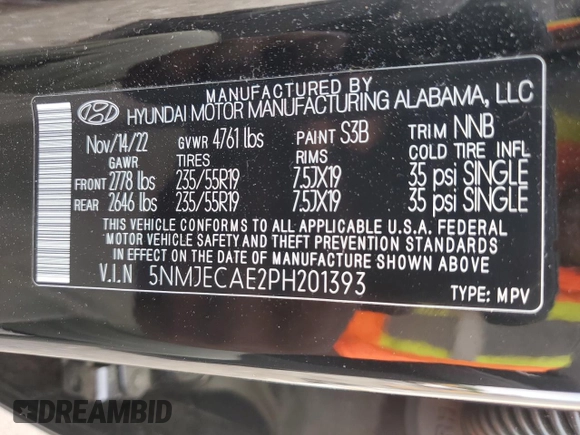 MANUFACTURED BY
HYUNDAI MOTOR MANUFACTURING ALABAMA, LLC
Nov/14/22 GVWR 4761 lbs PAINT S3B TRIM NNB
GAWR TIRES RIMS COLD TIRE INFL
FRONT 2778 lbs 235/55R19 7.5JX19 35 psi SINGLE
REAR 2646 lbs 235/55R19 7.5JX19 35 psi SINGLE
THIS VEHICLE CONFORMS TO ALL APPLICABLE U.S.A. FEDERAL
MOTOR VEHICLE SAFETY AND THEFT PREVENTION STANDARDS
IN EFFECT ON THE DATE OF MANUFACTURE SHOWN ABOVE.
V.I.N 5NMJECAE2PH201393
TYPE: MPV
DREAMBID